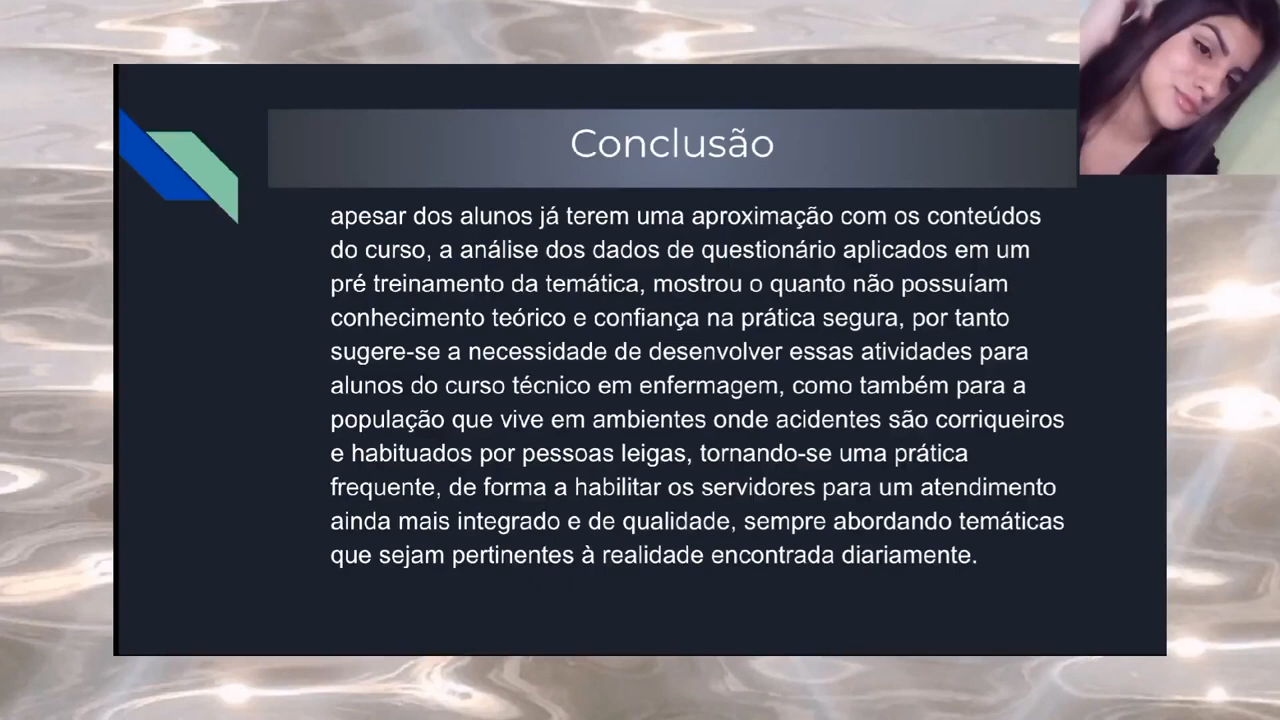 Conclusão
apesar dos alunos já terem uma aproximação com os conteúdos
do curso, a análise dos dados de questionário aplicados em um
pré treinamento da temática, mostrou o quanto não possuíam
conhecimento teórico e confiança na prática segura, por tanto
sugere-se a necessidade de desenvolver essas atividades para
alunos do curso técnico em enfermagem, como também para a
população que vive em ambientes onde acidentes são corriqueiros
e habituados por pessoas leigas, tornando-se uma prática
frequente, de forma a habilitar os servidores para um atendimento
ainda mais integrado e de qualidade, sempre abordando temáticas
que sejam pertinentes à realidade encontrada diariamente.